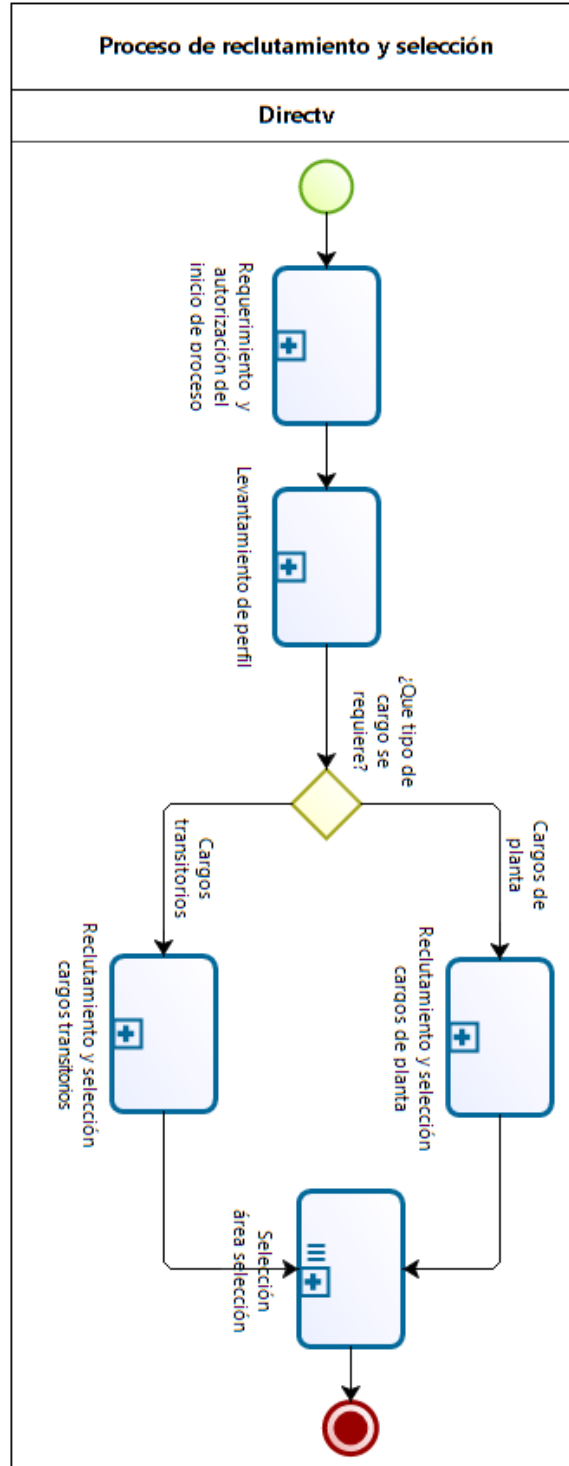 Proceso de reclutamiento y selección
Directv
Requerimiento y
autorización del
inicio de proceso
Levantamiento de perfil
¿Que tipo de
cargo se
requiere?
Cargos de
planta
Cargos
transitorios
Reclutamiento y selección
cargos de planta
Reclutamiento y selección
cargos transitorios
Selección
área selección